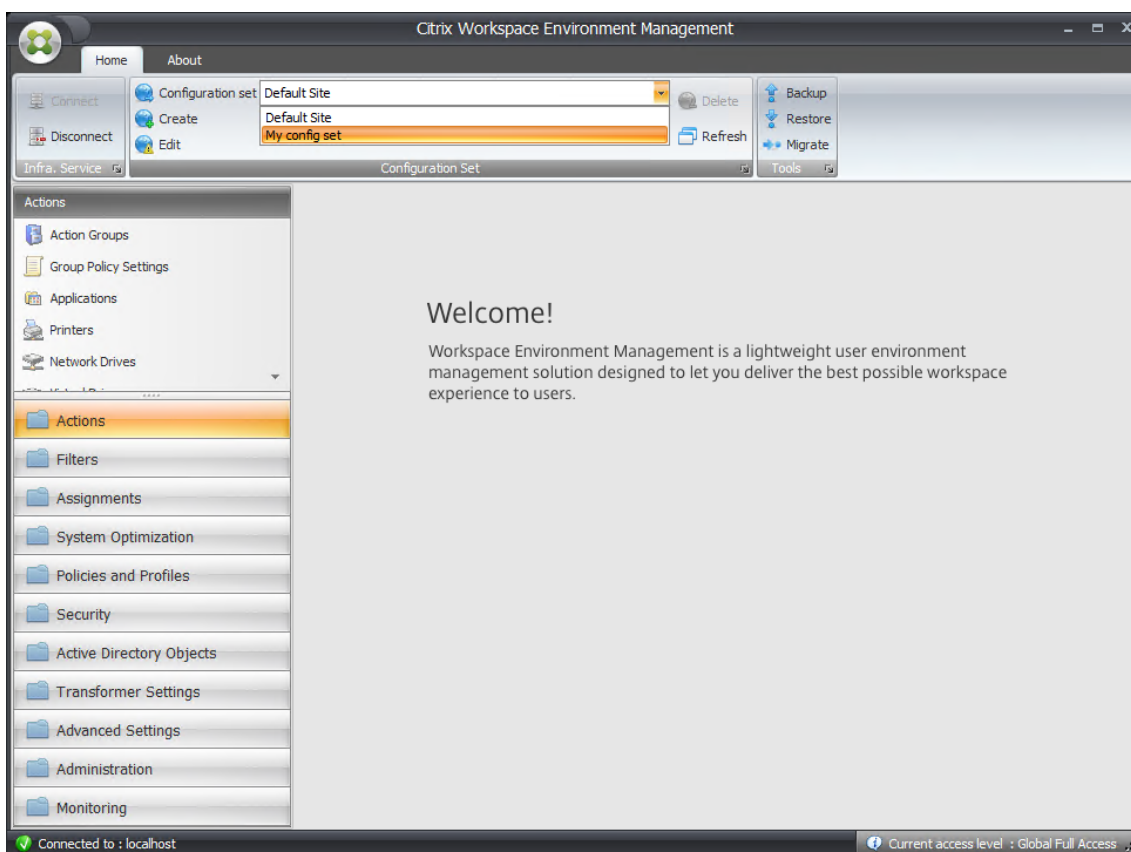 Citrix Workspace Environment Management
Home
About
Connect
Disconnect
Infra. Service
Configuration set
Default Site
Create
Default Site
Edit
My config set
Delete
Refresh
Configuration Set
Backup
Restore
Migrate
Tools
Actions
Action Groups
Group Policy Settings
Applications
Printers
Network Drives
Actions
Filters
Assignments
System Optimization
Policies and Profiles
Security
Active Directory Objects
Transformer Settings
Advanced Settings
Administration
Monitoring
Welcome!
Workspace Environment Management is a lightweight user environment
management solution designed to let you deliver the best possible workspace
experience to users.
Connected to : localhost
Current access level : Global Full Access